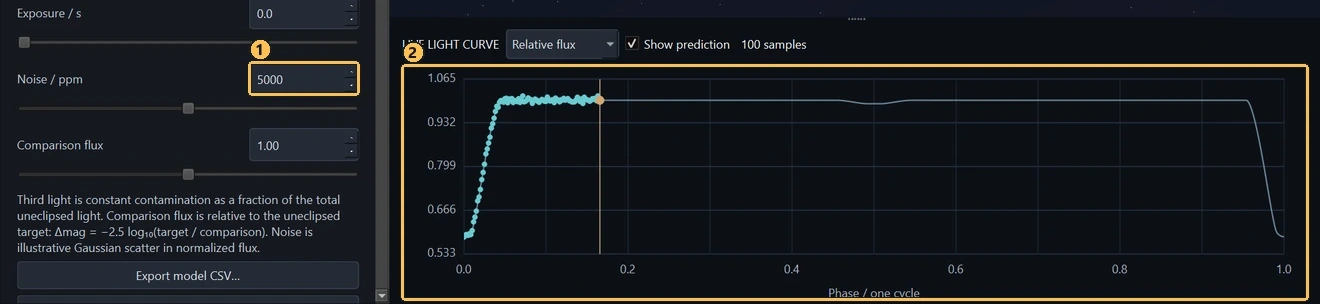 Exposure / s
0.0
1
Noise / ppm
5000
Comparison flux
1.00
Third light is constant contamination as a fraction of the total
uneclipsed light. Comparison flux is relative to the uneclipsed
target: Δmag = −2.5 log₁₀(target / comparison). Noise is
illustrative Gaussian scatter in normalized flux.
Export model CSV...
2
LIGHT CURVE
Relative flux
Show prediction
100 samples
1.065
0.932
0.799
0.666
0.533
0.0
0.2
0.4
0.6
0.8
1.0
Phase / one cycle